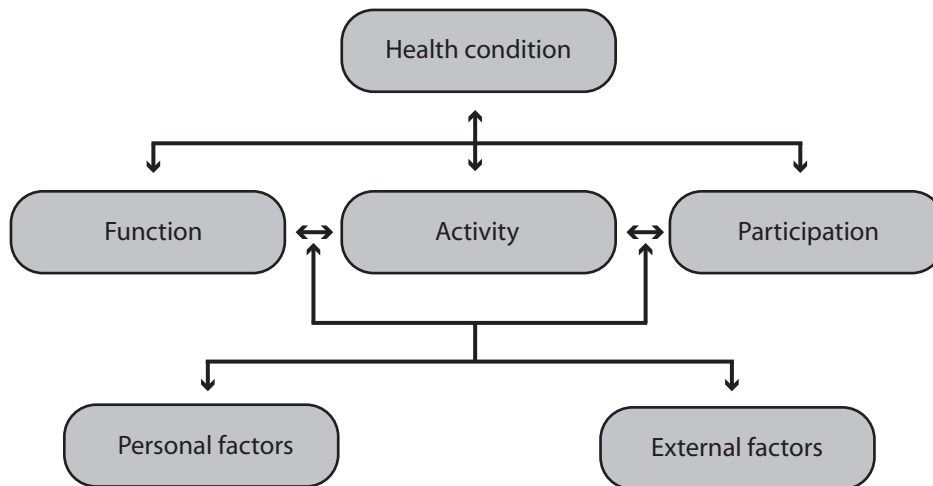 Health condition
Function
Activity
Participation
Personal factors
External factors